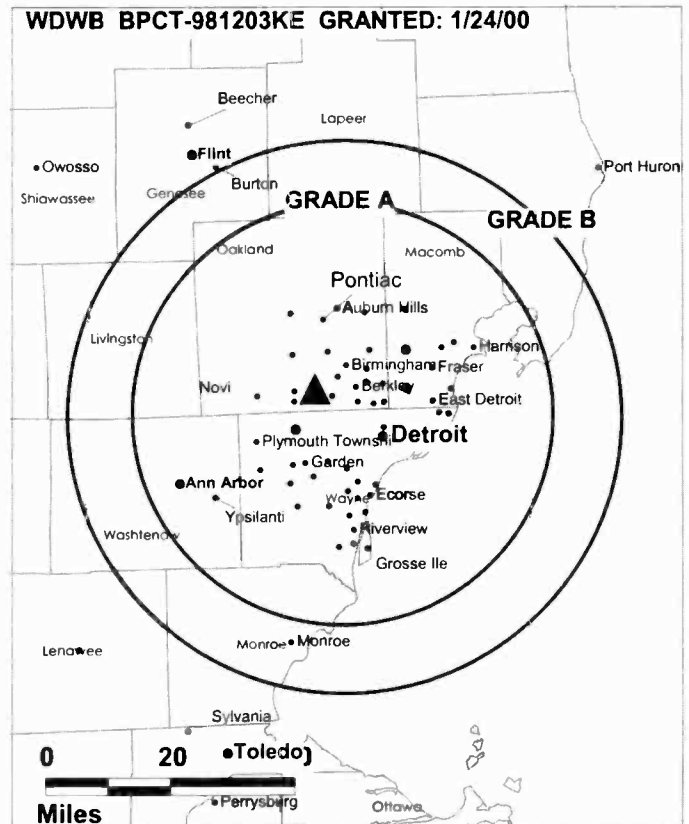 WDWB BPCT-981203KE GRANTED: 1/24/00
Beecher
Lapeer
Flint
Owosso
Port Huron
Burton
Shiawassee
Genesee
GRADE A
GRADE B
Oakland
Macomb
Pontiac
Auburn Hills
Livingston
Harrison
Birmingham
Fraser
Novi
Berkley
East Detroit
Detroit
Plymouth Townshi
Garden
Ann Arbor
Wayne
Ecorse
Ypsilanti
Riverview
Washtenaw
Grosse Ile
Monroe
Monroe
Lenawee
Sylvania
0 20
Toledo
Perrysburg
Ottawa
Miles